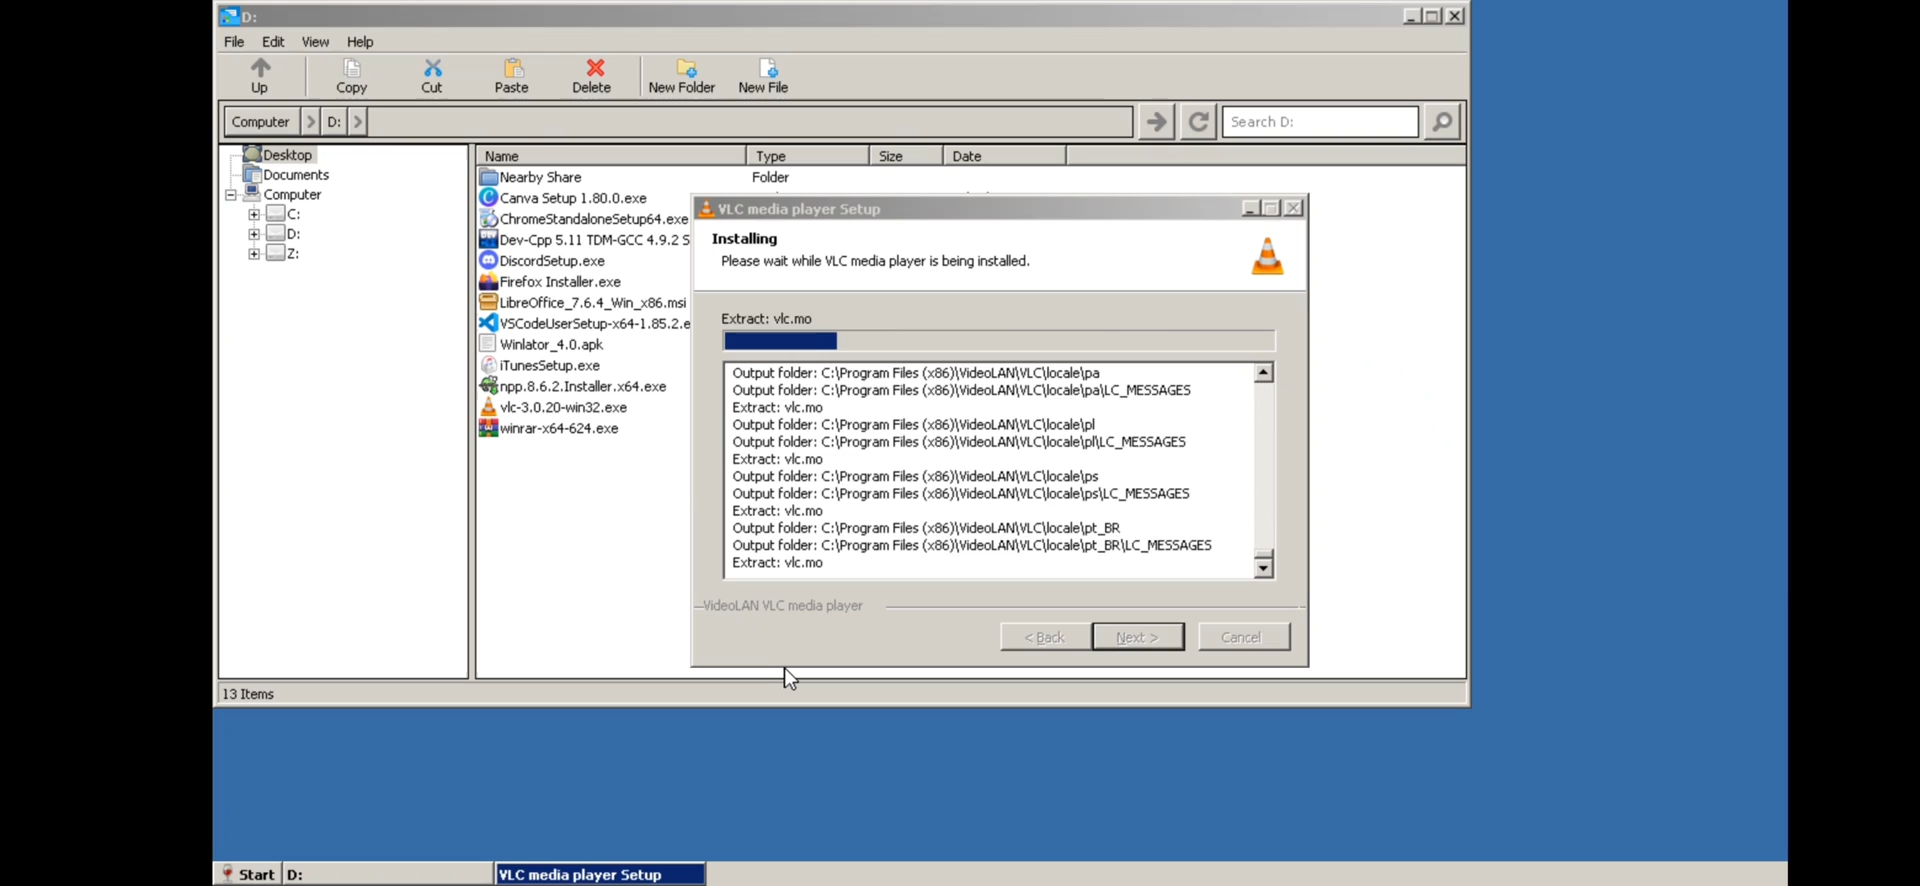 D:
File Edit View Help
Up Copy Cut Paste Delete New Folder New File
Computer D: Search D:
Desktop
Documents
Computer
C:
D:
Z:
Name Type Size Date
Nearby Share Folder
Canva Setup 1.80.0.exe
ChromeStandaloneSetup64.exe
Dev-Cpp 5.11 TDM-GCC 4.9.2 S
DiscordSetup.exe
Firefox Installer.exe
LibreOffice_7.6.4_Win_x86.msi
VSCodeUserSetup-x64-1.85.2.e
Winlator_4.0.apk
iTunesSetup.exe
npp.8.6.2.Installer.x64.exe
vlc-3.0.20-win32.exe
winrar-x64-624.exe
VLC media player Setup
Installing
Please wait while VLC media player is being installed.
Extract: vlc.mo
Output folder: C:\Program Files (x86)\VideoLAN\VLC\locale\pa
Output folder: C:\Program Files (x86)\VideoLAN\VLC\locale\pa\LC_MESSAGES
Extract: vlc.mo
Output folder: C:\Program Files (x86)\VideoLAN\VLC\locale\pl
Output folder: C:\Program Files (x86)\VideoLAN\VLC\locale\pl\LC_MESSAGES
Extract: vlc.mo
Output folder: C:\Program Files (x86)\VideoLAN\VLC\locale\ps
Output folder: C:\Program Files (x86)\VideoLAN\VLC\locale\ps\LC_MESSAGES
Extract: vlc.mo
Output folder: C:\Program Files (x86)\VideoLAN\VLC\locale\pt_BR
Output folder: C:\Program Files (x86)\VideoLAN\VLC\locale\pt_BR\LC_MESSAGES
Extract: vlc.mo
VideoLAN VLC media player
< Back Next > Cancel
13 Items
Start D: VLC media player Setup